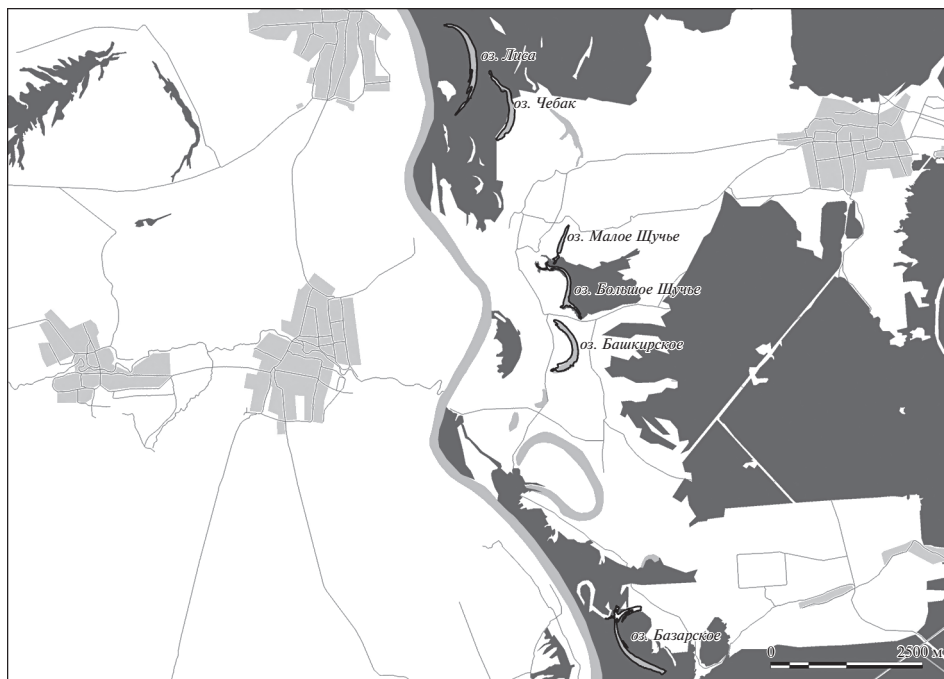 оз. Лиса
оз. Чебак
оз. Малое Щучье
оз. Большое Щучье
оз. Башкирское
оз. Базарское
0 2500 м